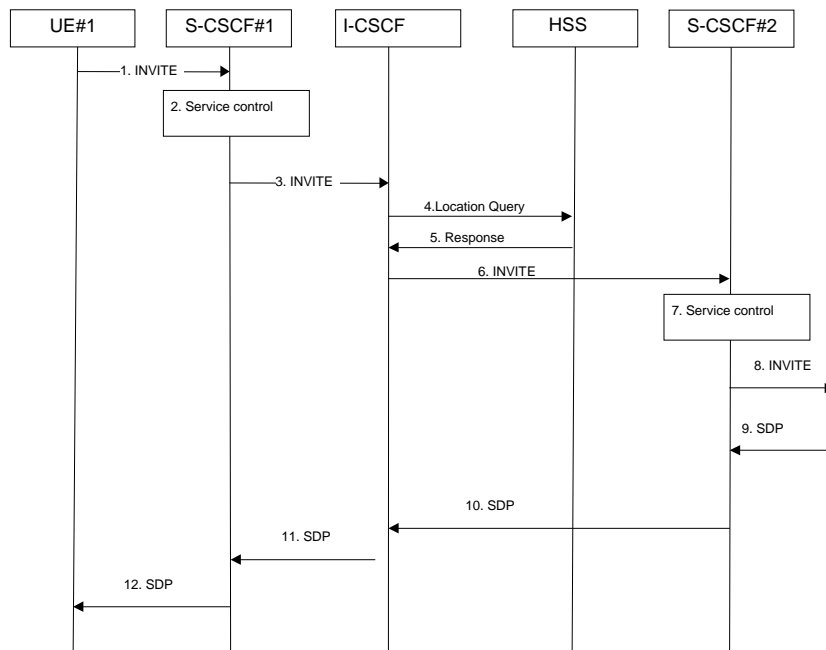 UE#1
S-CSCF#1
I-CSCF
HSS
S-CSCF#2
1. INVITE
2. Service control
3. INVITE
4.Location Query
5. Response
6. INVITE
7. Service control
8. INVITE
9. SDP
10. SDP
11. SDP
12. SDP